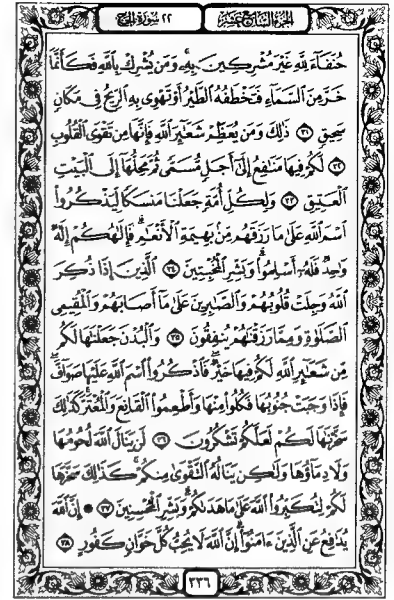 الجزء السابع عشر
٢٢ سورة الحج
حُنَفَآءَ لِلَّهِ غَيْرَ مُشْرِكِينَ بِهِۦۚ وَمَن يُشْرِكْ بِٱللَّهِ فَكَأَنَّمَا
خَرَّ مِنَ ٱلسَّمَآءِ فَتَخْطَفُهُ ٱلطَّيْرُ أَوْ تَهْوِى بِهِ ٱلرِّيحُ فِى مَكَانٍ
سَحِيقٍ ٣١ ذَٰلِكَ وَمَن يُعَظِّمْ شَعَـٰٓئِرَ ٱللَّهِ فَإِنَّهَا مِن تَقْوَى ٱلْقُلُوبِ
٣٢ لَكُمْ فِيهَا مَنَـٰفِعُ إِلَىٰٓ أَجَلٍ مُّسَمًّى ثُمَّ مَحِلُّهَآ إِلَى ٱلْبَيْتِ
ٱلْعَتِيقِ ٣٣ وَلِكُلِّ أُمَّةٍ جَعَلْنَا مَنسَكًا لِّيَذْكُرُوا۟
ٱسْمَ ٱللَّهِ عَلَىٰ مَا رَزَقَهُم مِّنۢ بَهِيمَةِ ٱلْأَنْعَـٰمِۗ فَإِلَـٰهُكُمْ إِلَـٰهٌ
وَٰحِدٌ فَلَهُۥٓ أَسْلِمُوا۟ۗ وَبَشِّرِ ٱلْمُخْبِتِينَ ٣٤ ٱلَّذِينَ إِذَا ذُكِرَ
ٱللَّهُ وَجِلَتْ قُلُوبُهُمْ وَٱلصَّـٰبِرِينَ عَلَىٰ مَآ أَصَابَهُمْ وَٱلْمُقِيمِى
ٱلصَّلَوٰةِ وَمِمَّا رَزَقْنَـٰهُمْ يُنفِقُونَ ٣٥ وَٱلْبُدْنَ جَعَلْنَـٰهَا لَكُم
مِّن شَعَـٰٓئِرِ ٱللَّهِ لَكُمْ فِيهَا خَيْرٌۖ فَٱذْكُرُوا۟ ٱسْمَ ٱللَّهِ عَلَيْهَا صَوَآفَّۖ
فَإِذَا وَجَبَتْ جُنُوبُهَا فَكُلُوا۟ مِنْهَا وَأَطْعِمُوا۟ ٱلْقَانِعَ وَٱلْمُعْتَرَّۚ كَذَٰلِكَ
سَخَّرْنَـٰهَا لَكُمْ لَعَلَّكُمْ تَشْكُرُونَ ٣٦ لَن يَنَالَ ٱللَّهَ لُحُومُهَا
وَلَا دِمَآؤُهَا وَلَـٰكِن يَنَالُهُ ٱلتَّقْوَىٰ مِنكُمْۚ كَذَٰلِكَ سَخَّرَهَا
لَكُمْ لِتُكَبِّرُوا۟ ٱللَّهَ عَلَىٰ مَا هَدَىٰكُمْۗ وَبَشِّرِ ٱلْمُحْسِنِينَ ٣٧ ۞ إِنَّ ٱللَّهَ
يُدَٰفِعُ عَنِ ٱلَّذِينَ ءَامَنُوٓا۟ۗ إِنَّ ٱللَّهَ لَا يُحِبُّ كُلَّ خَوَّانٍ كَفُورٍ ٣٨
٣٣٦